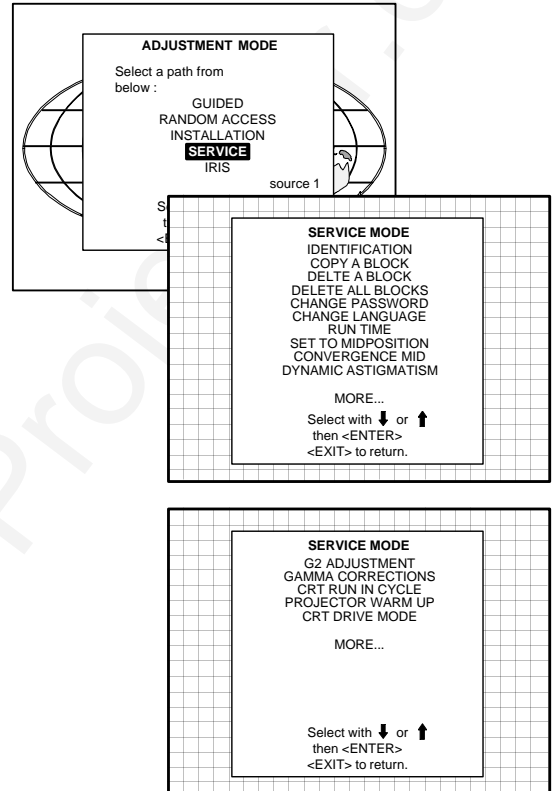 ADJUSTMENT MODE
Select a path from
below :
GUIDED
RANDOM ACCESS
INSTALLATION
SERVICE
IRIS
source 1
SERVICE MODE
IDENTIFICATION
COPY A BLOCK
DELTE A BLOCK
DELETE ALL BLOCKS
CHANGE PASSWORD
CHANGE LANGUAGE
RUN TIME
SET TO MIDPOSITION
CONVERGENCE MID
DYNAMIC ASTIGMATISM
MORE...
Select with ⬇ or ⬆
then <ENTER>
<EXIT> to return.
SERVICE MODE
G2 ADJUSTMENT
GAMMA CORRECTIONS
CRT RUN IN CYCLE
PROJECTOR WARM UP
CRT DRIVE MODE
MORE...
Select with ⬇ or ⬆
then <ENTER>
<EXIT> to return.